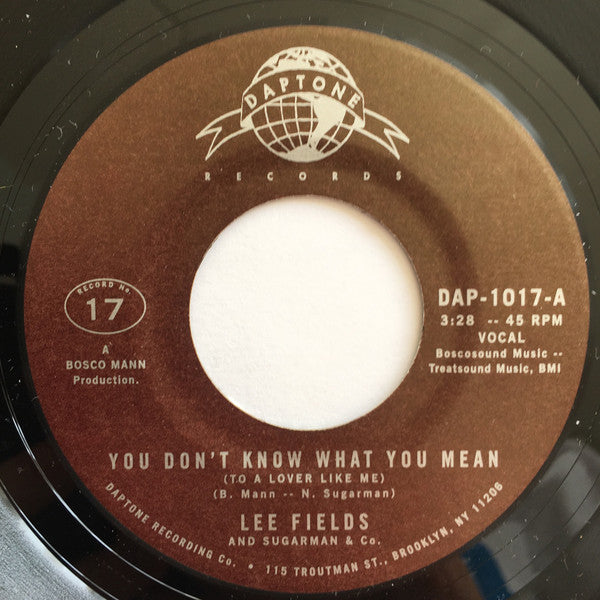 DAPTONE
RECORDS
RECORD No.
17
A
BOSCO MANN
Production.
DAP-1017-A
3:28 -- 45 RPM
VOCAL
Boscosound Music --
Treatsound Music, BMI
YOU DON'T KNOW WHAT YOU MEAN
(TO A LOVER LIKE ME)
(B. Mann -- N. Sugarman)
LEE FIELDS
AND SUGARMAN & Co.
DAPTONE RECORDING Co. • 115 TROUTMAN ST., BROOKLYN, NY 11206